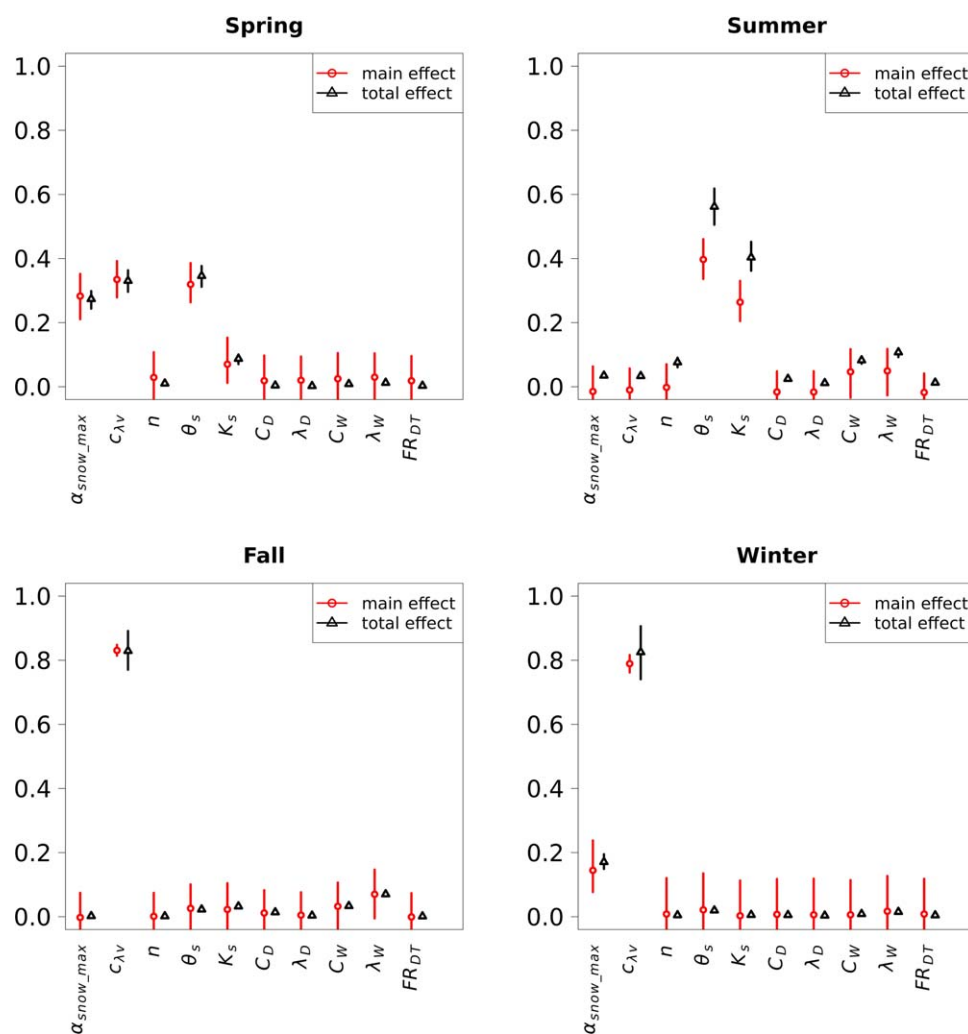 Spring
main effect
total effect
1.0
0.8
0.6
0.4
0.2
0.0
α_snow_max c_λv n θ_s K_s C_D λ_D C_W λ_W FR_DT
Summer
main effect
total effect
1.0
0.8
0.6
0.4
0.2
0.0
α_snow_max c_λv n θ_s K_s C_D λ_D C_W λ_W FR_DT
Fall
main effect
total effect
1.0
0.8
0.6
0.4
0.2
0.0
α_snow_max c_λv n θ_s K_s C_D λ_D C_W λ_W FR_DT
Winter
main effect
total effect
1.0
0.8
0.6
0.4
0.2
0.0
α_snow_max c_λv n θ_s K_s C_D λ_D C_W λ_W FR_DT